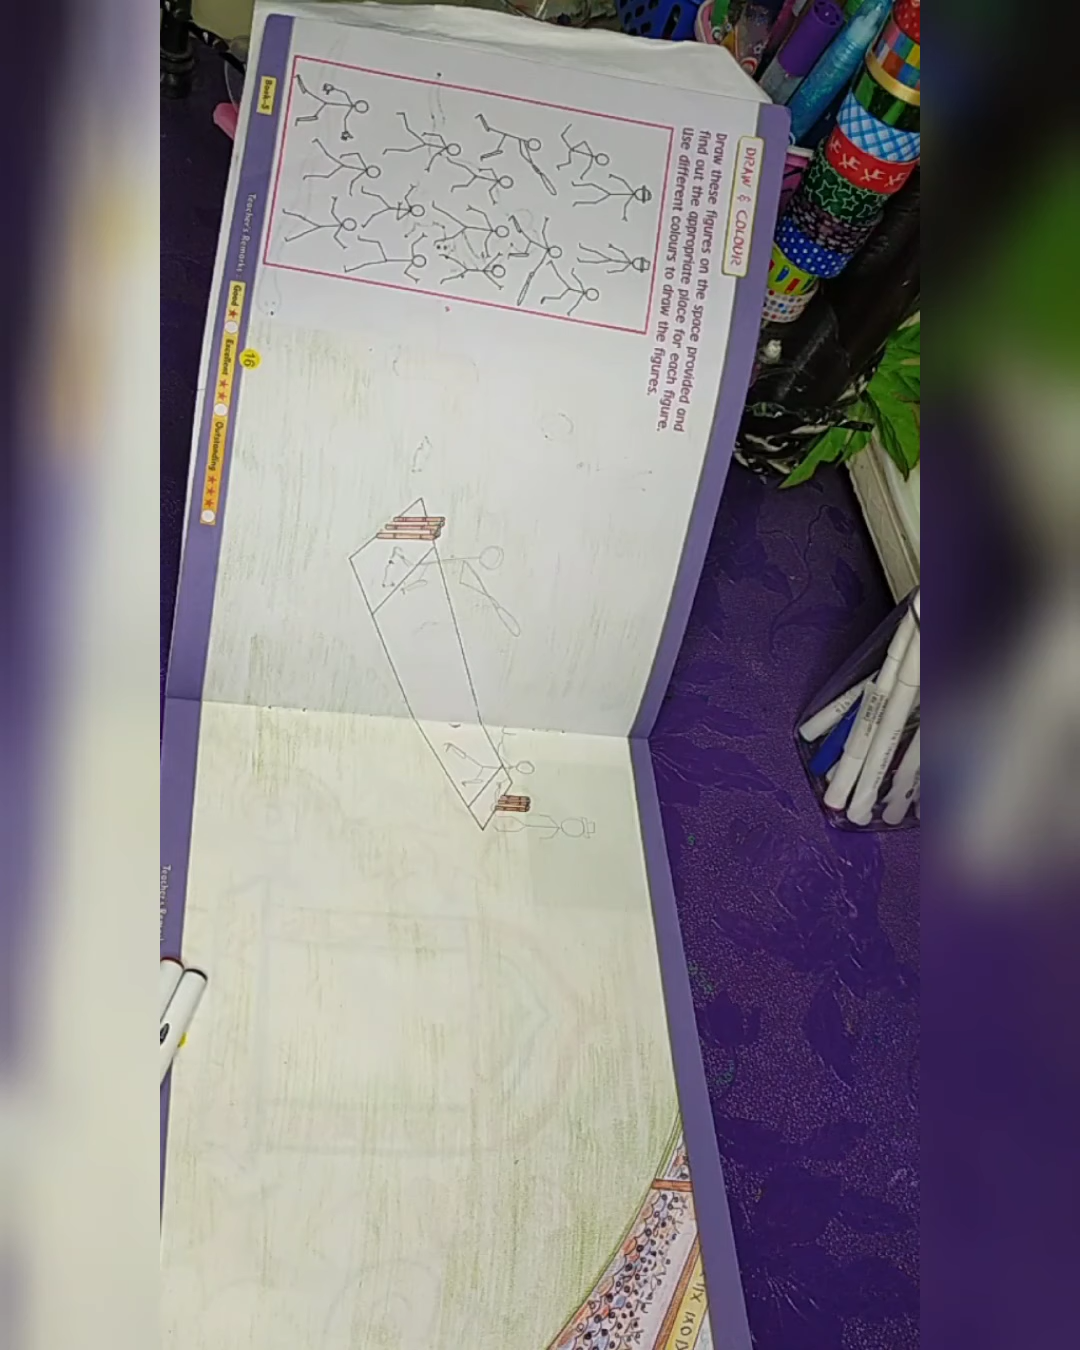 DRAW & COLOUR
Draw these figures on the space provided and
find out the appropriate place for each figure.
Use different colours to draw the figures.
Book-5
Teacher's Remarks: Good Excellent Outstanding
16